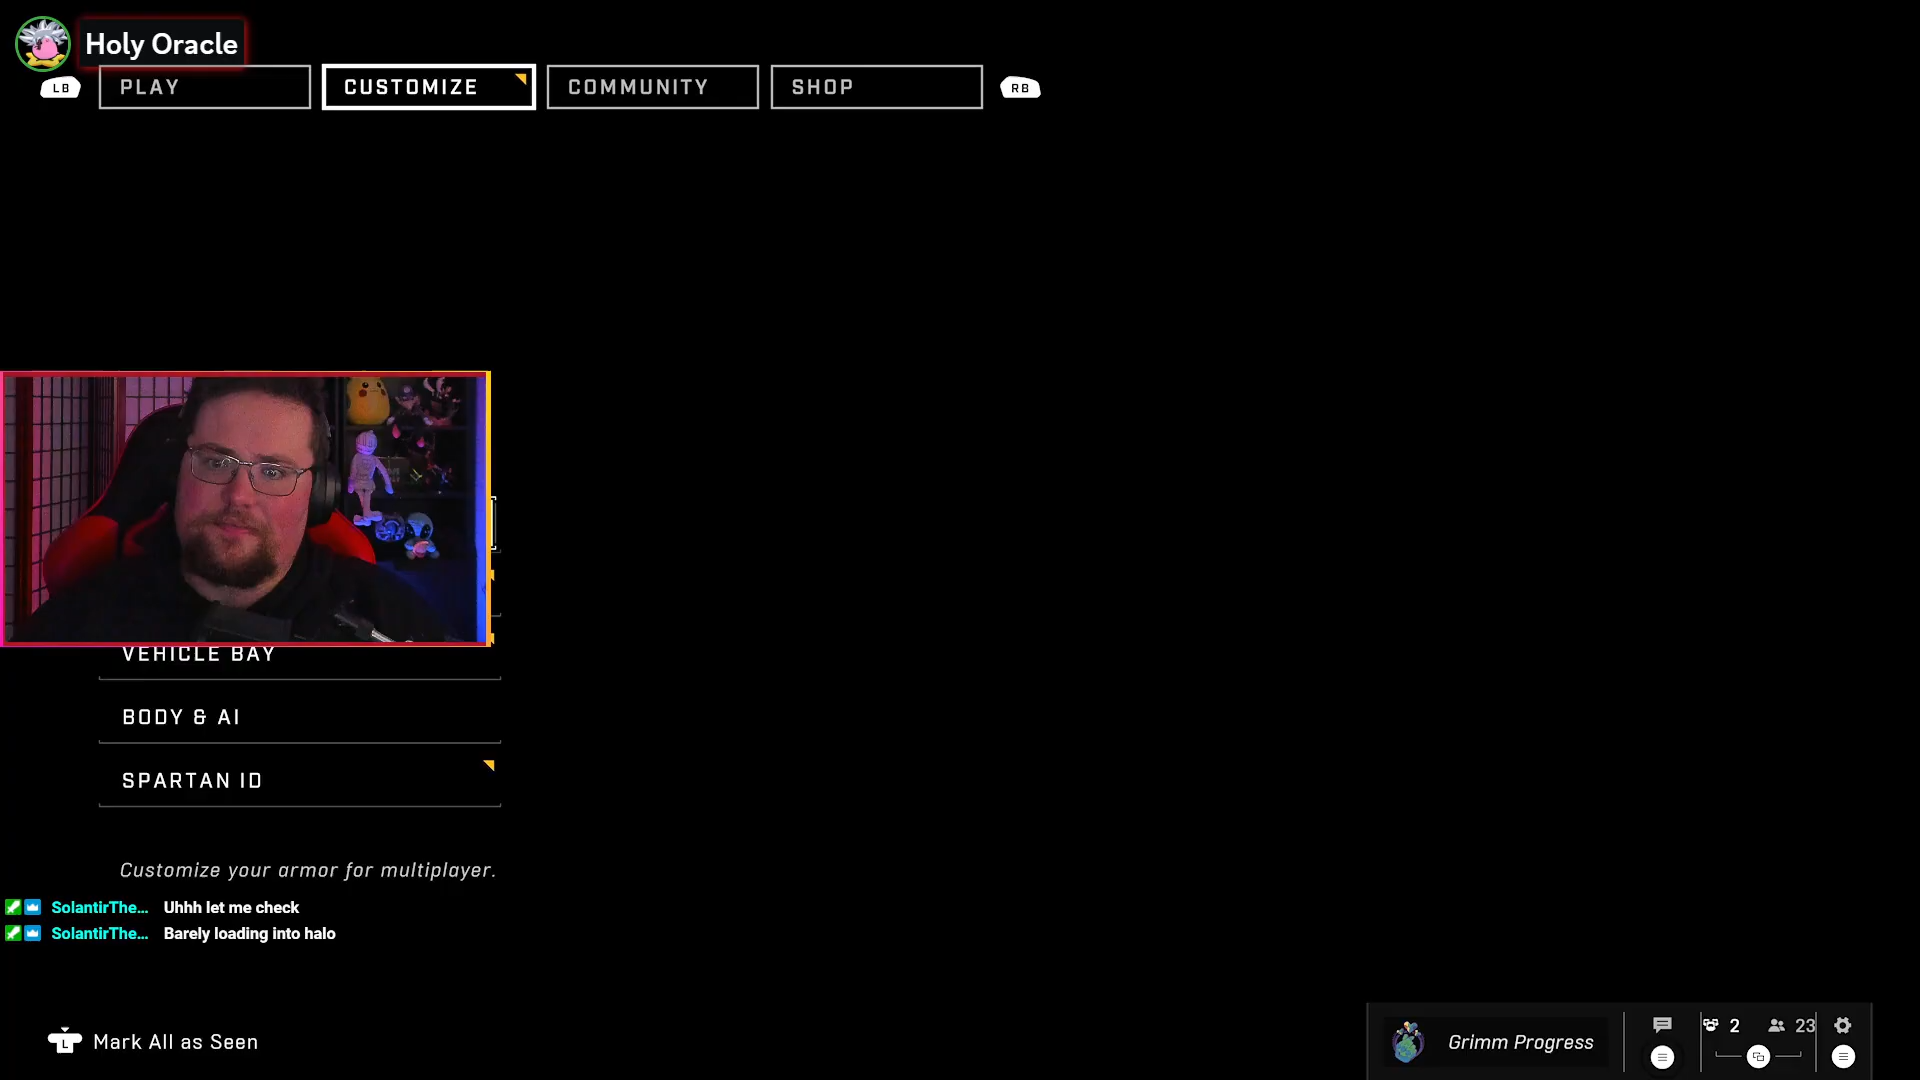 Holy Oracle
LB PLAY CUSTOMIZE COMMUNITY SHOP RB
VEHICLE BAY
BODY & AI
SPARTAN ID
Customize your armor for multiplayer.
SolantirThe... Uhhh let me check
SolantirThe... Barely loading into halo
L Mark All as Seen
Grimm Progress 2 23